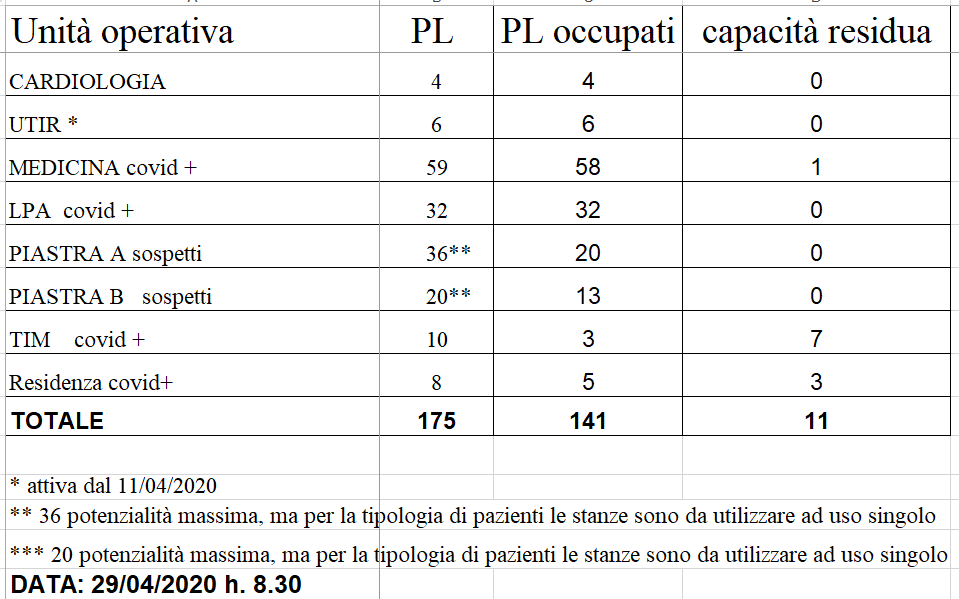 Unità operativa PL PL occupati capacità residua
CARDIOLOGIA 4 4 0
UTIR * 6 6 0
MEDICINA covid + 59 58 1
LPA covid + 32 32 0
PIASTRA A sospetti 36** 20 0
PIASTRA B sospetti 20** 13 0
TIM covid + 10 3 7
Residenza covid+ 8 5 3
TOTALE 175 141 11
* attiva dal 11/04/2020
** 36 potenzialità massima, ma per la tipologia di pazienti le stanze sono da utilizzare ad uso singolo
*** 20 potenzialità massima, ma per la tipologia di pazienti le stanze sono da utilizzare ad uso singolo
DATA: 29/04/2020 h. 8.30